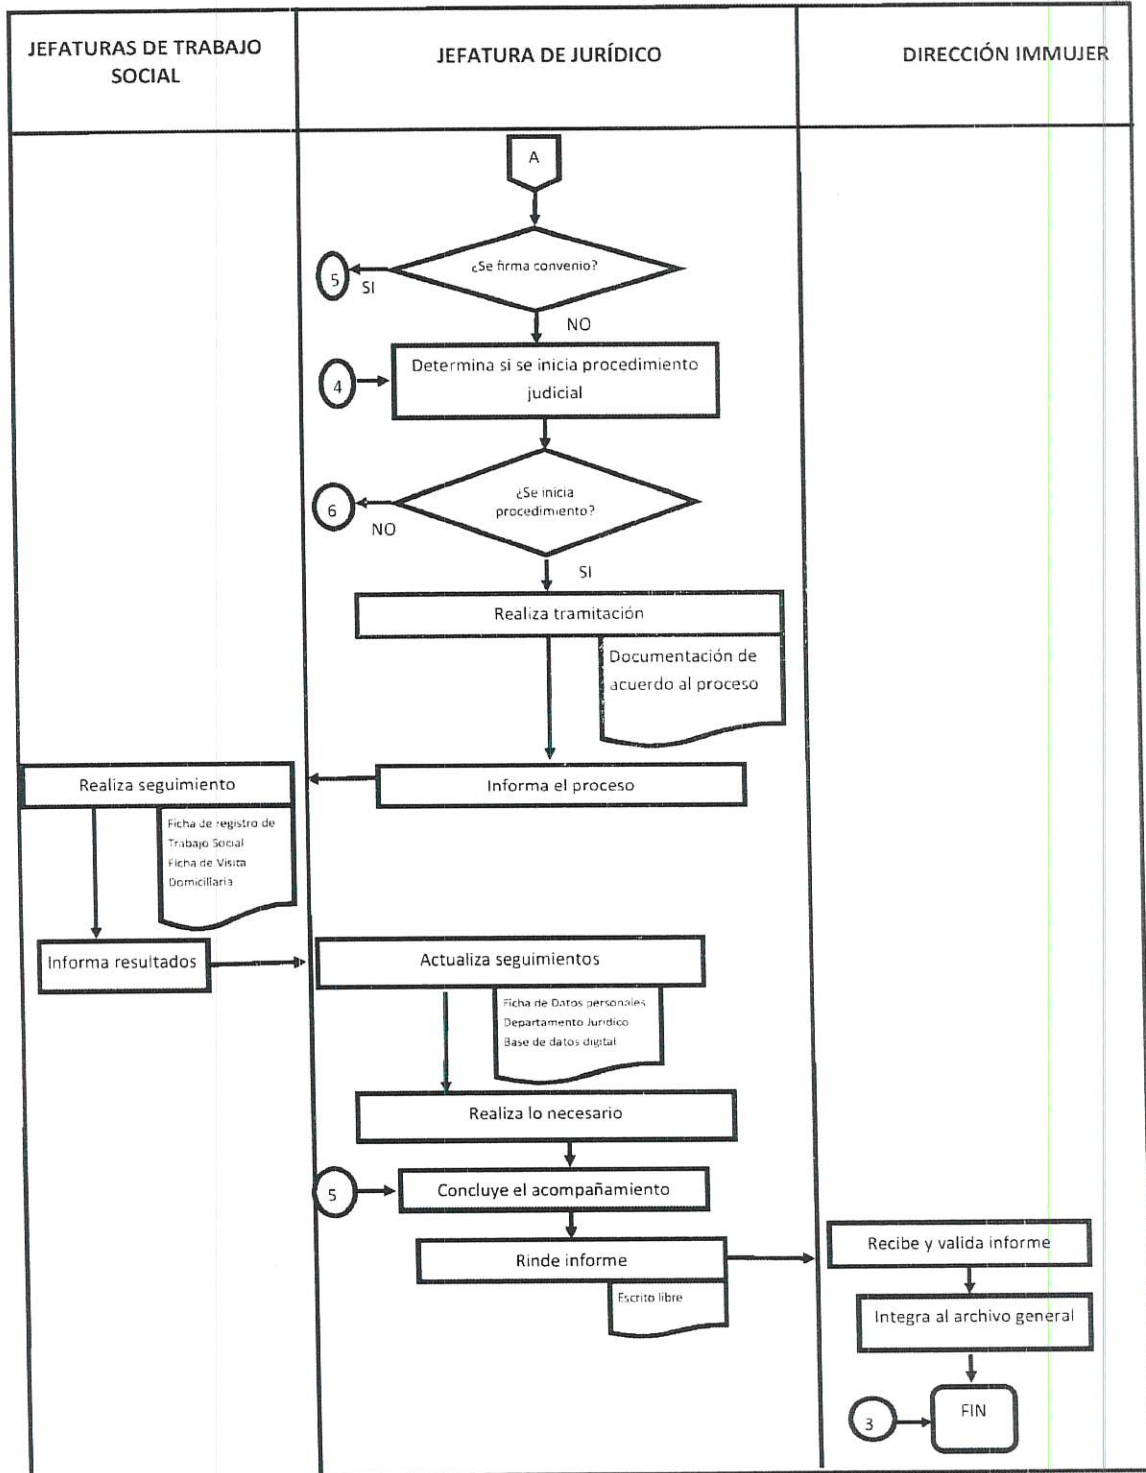 JEFATURAS DE TRABAJO
SOCIAL
JEFATURA DE JURÍDICO
DIRECCIÓN IMMUJER
A
¿Se firma convenio?
5
SI
NO
Determina si se inicia procedimiento
judicial
4
¿Se inicia
procedimiento?
6
NO
SI
Realiza tramitación
Documentación de
acuerdo al proceso
Informa el proceso
Realiza seguimiento
Ficha de registro de
Trabajo Social
Ficha de Visita
Domiciliaria
Informa resultados
Actualiza seguimientos
Ficha de Datos personales
Departamento Jurídico
Base de datos digital
Realiza lo necesario
5
Concluye el acompañamiento
Rinde informe
Escrito libre
Recibe y valida informe
Integra al archivo general
3
FIN